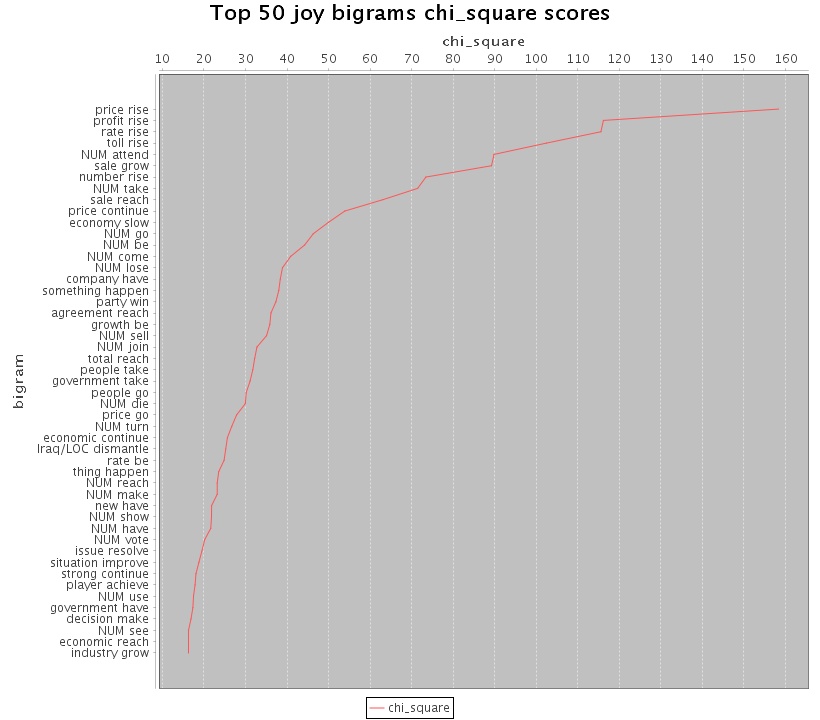 Top 50 joy bigrams chi_square scores
chi_square
10 20 30 40 50 60 70 80 90 100 110 120 130 140 150 160
bigram
price rise
profit rise
rate rise
toll rise
NUM attend
sale grow
number rise
NUM take
sale reach
price continue
economy slow
NUM go
NUM be
NUM come
NUM lose
company have
something happen
party win
agreement reach
growth be
NUM sell
NUM join
total reach
people take
government take
people go
NUM die
price go
NUM turn
economic continue
Iraq/LOC dismantle
rate be
thing happen
NUM reach
NUM make
new have
NUM show
NUM have
NUM vote
issue resolve
situation improve
strong continue
player achieve
NUM use
government have
decision make
NUM see
economic reach
industry grow
chi_square